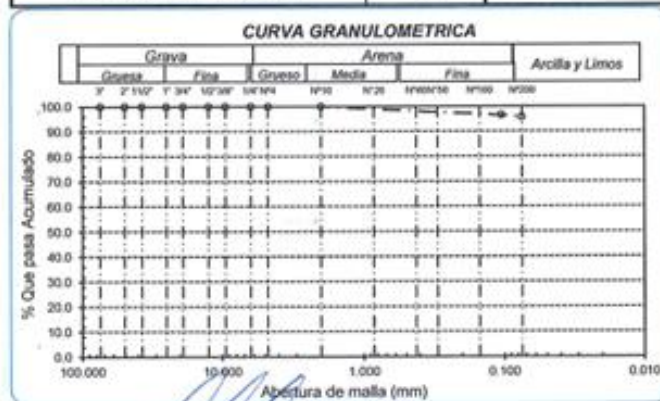 CURVA GRANULOMETRICA
Grava Arena Arcilla y Limos
Gruesa Fina Grueso Media Fina
3" 2" 1 1/2" 1" 3/4" 1/2" 3/8" 1/4" Nº4 Nº10 Nº20 Nº40 Nº50 Nº100 Nº200
100.0
90.0
80.0
70.0
60.0
50.0
40.0
30.0
20.0
10.0
0.0
% Que pasa Acumulado
100.000 10.000 1.000 0.100 0.010
Abertura de malla (mm)